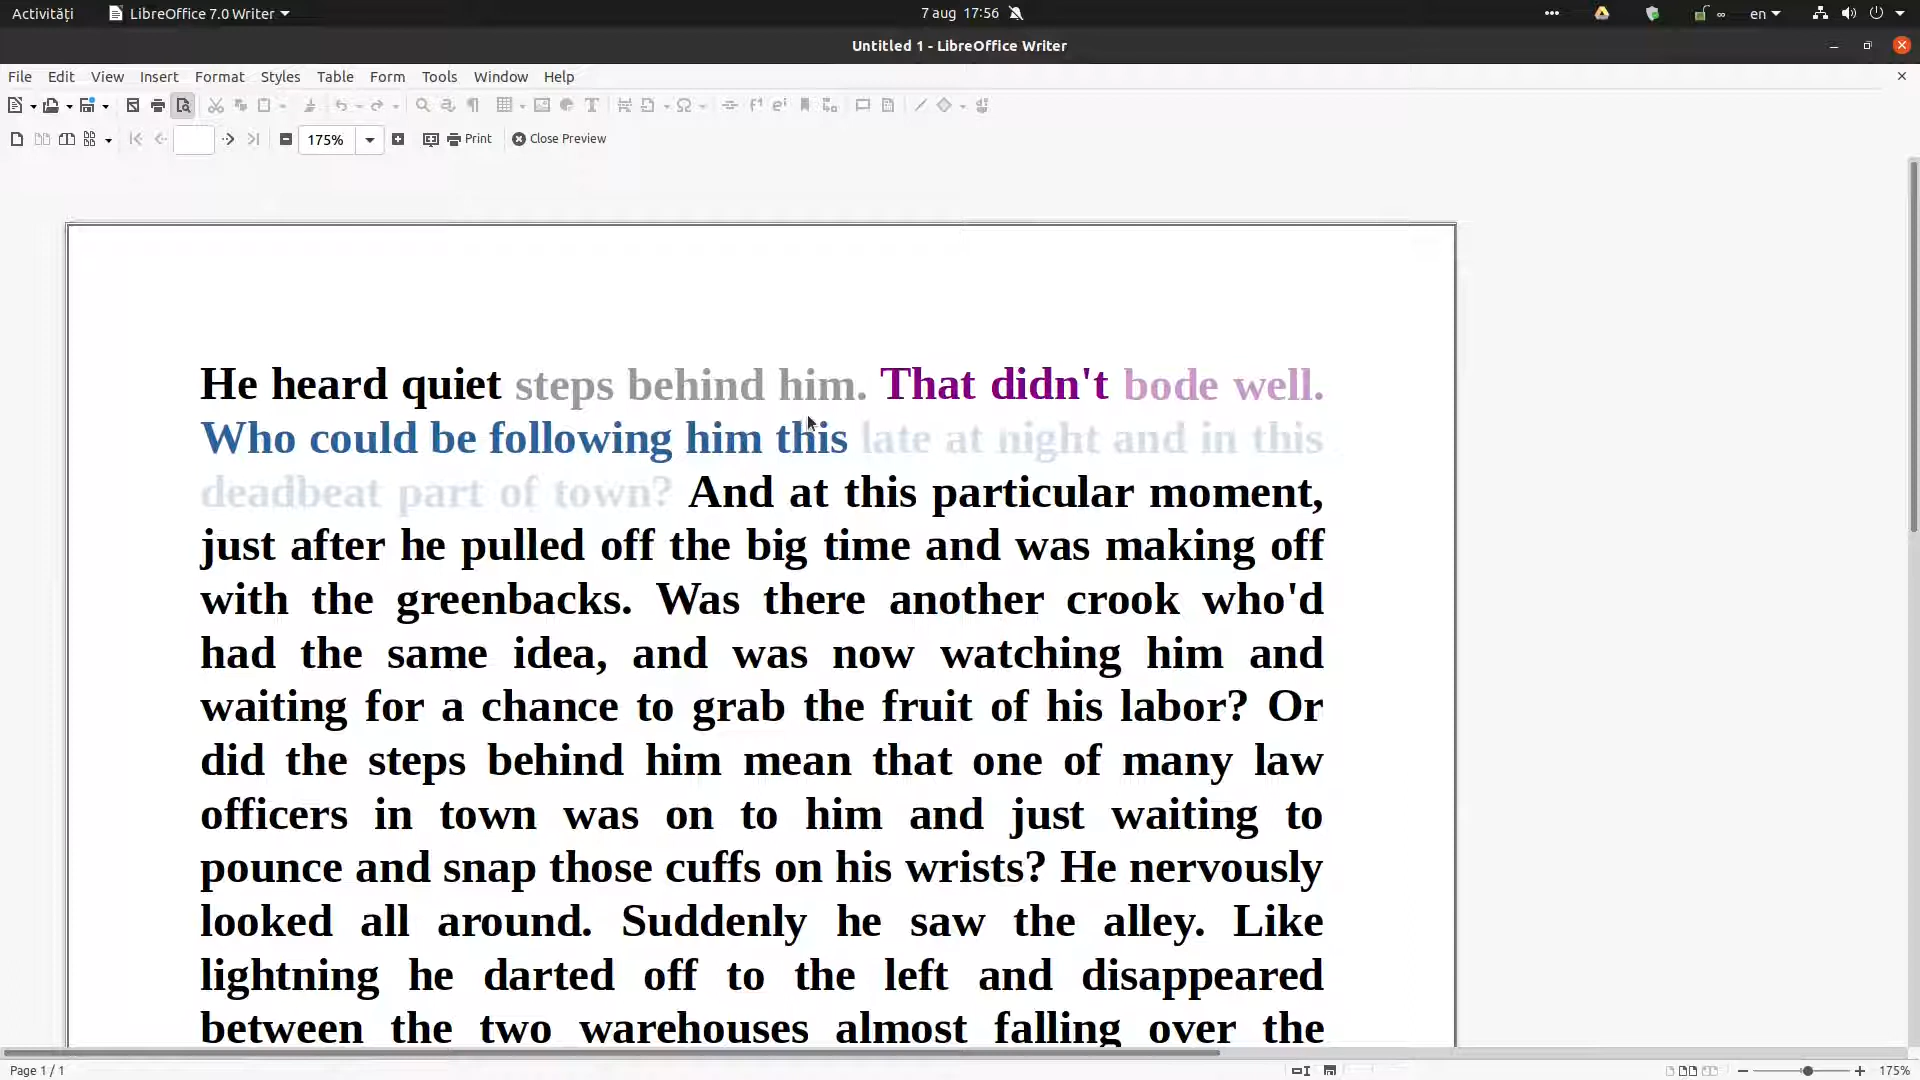 Activități LibreOffice 7.0 Writer 7 aug 17:56 en
Untitled 1 - LibreOffice Writer
File Edit View Insert Format Styles Table Form Tools Window Help
175% Print Close Preview
He heard quiet steps behind him. That didn't bode well.
Who could be following him this late at night and in this
deadbeat part of town? And at this particular moment,
just after he pulled off the big time and was making off
with the greenbacks. Was there another crook who'd
had the same idea, and was now watching him and
waiting for a chance to grab the fruit of his labor? Or
did the steps behind him mean that one of many law
officers in town was on to him and just waiting to
pounce and snap those cuffs on his wrists? He nervously
looked all around. Suddenly he saw the alley. Like
lightning he darted off to the left and disappeared
between the two warehouses almost falling over the
Page 1 / 1 175%